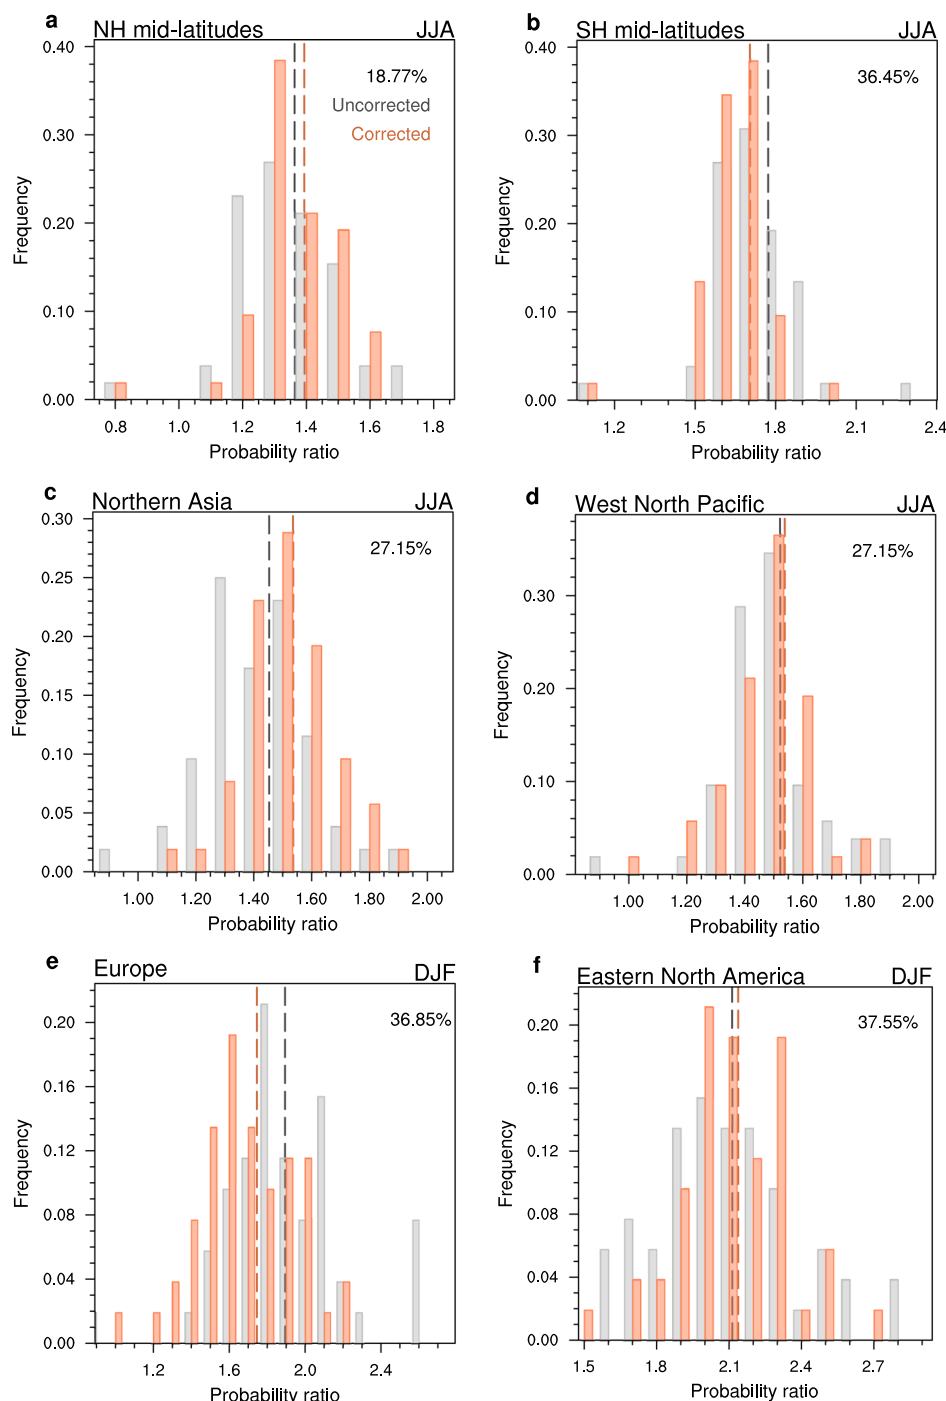 a NH mid-latitudes JJA
0.40
0.30
0.20
0.10
0.00
Frequency
18.77%
Uncorrected
Corrected
0.8 1.0 1.2 1.4 1.6 1.8
Probability ratio
b SH mid-latitudes JJA
0.40
0.30
0.20
0.10
0.00
Frequency
36.45%
1.2 1.5 1.8 2.1 2.4
Probability ratio
c Northern Asia JJA
0.30
0.25
0.20
0.15
0.10
0.05
0.00
Frequency
27.15%
1.00 1.20 1.40 1.60 1.80 2.00
Probability ratio
d West North Pacific JJA
0.30
0.20
0.10
0.00
Frequency
27.15%
1.00 1.20 1.40 1.60 1.80 2.00
Probability ratio
e Europe DJF
0.20
0.16
0.12
0.08
0.04
0.00
Frequency
36.85%
1.2 1.6 2.0 2.4
Probability ratio
f Eastern North America DJF
0.20
0.16
0.12
0.08
0.04
0.00
Frequency
37.55%
1.5 1.8 2.1 2.4 2.7
Probability ratio